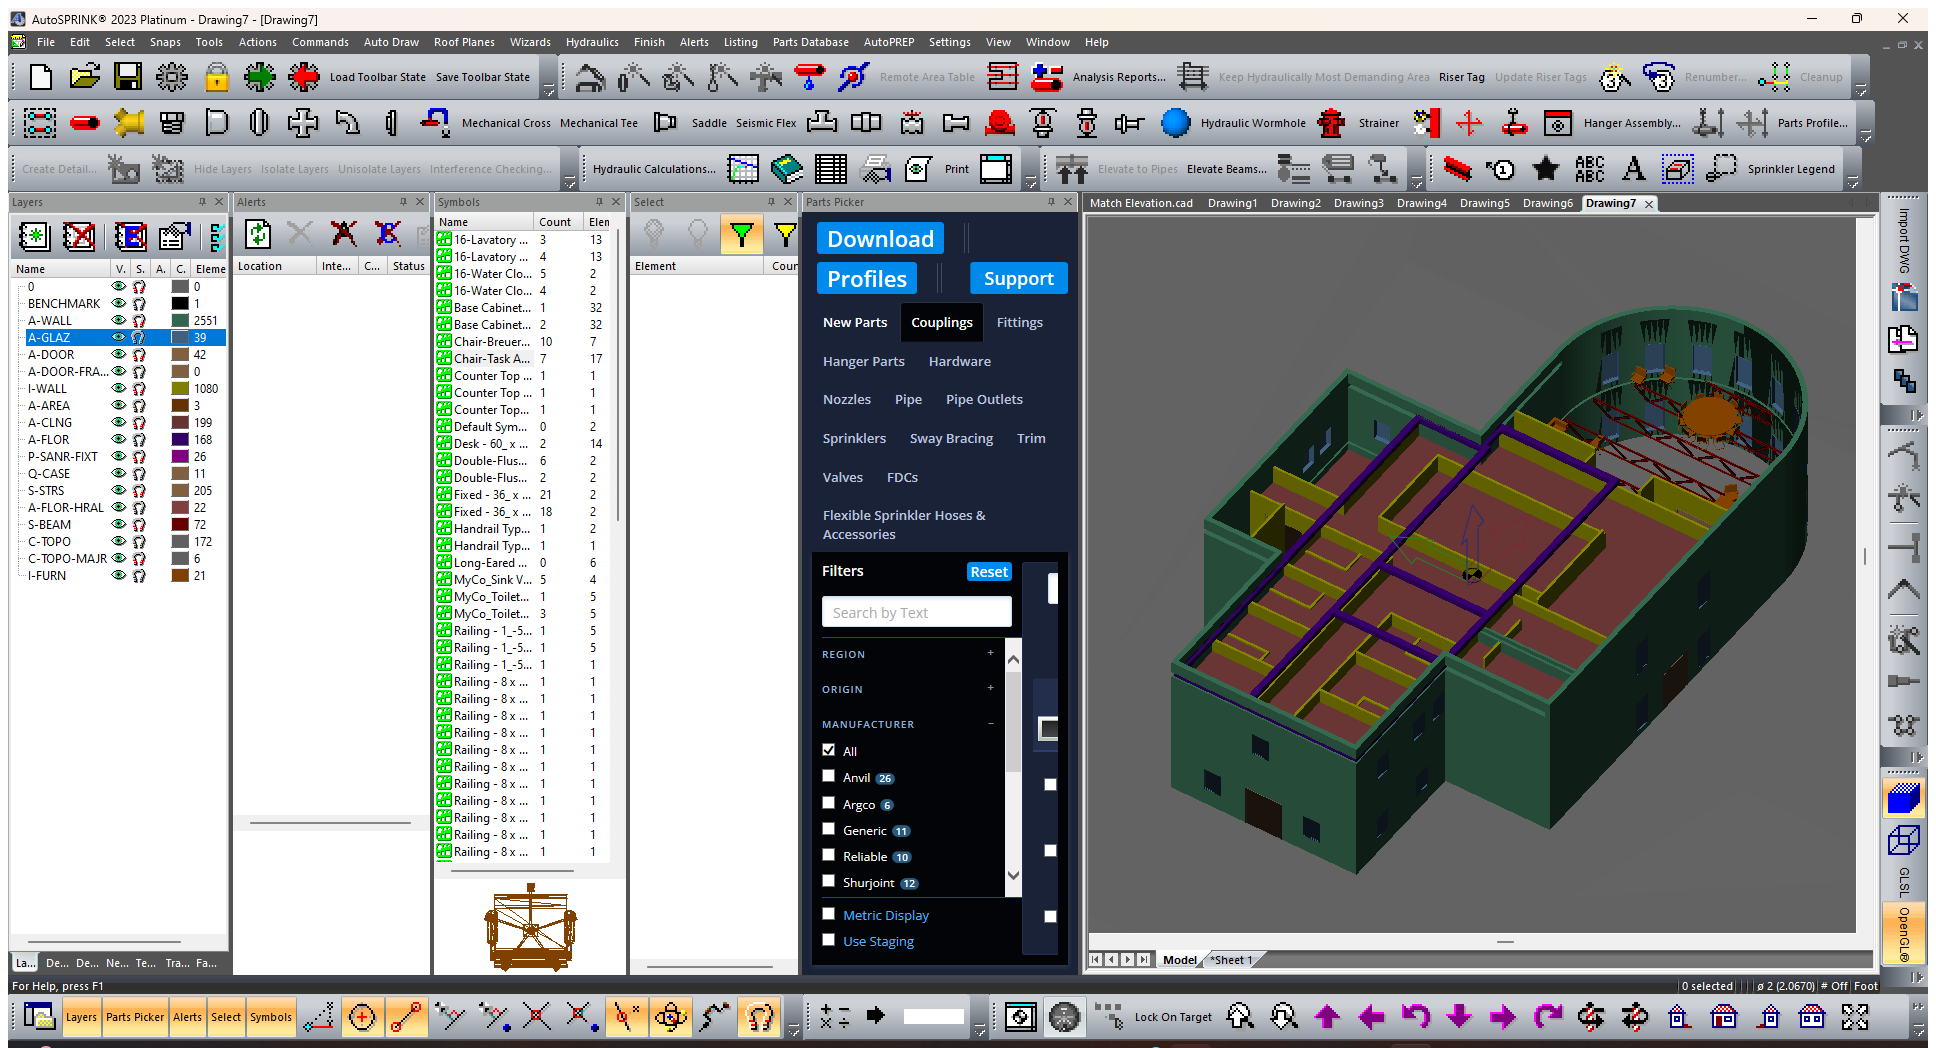 AutoSPRINK® 2023 Platinum - Drawing7 - [Drawing7]
File Edit Select Snaps Tools Actions Commands Auto Draw Roof Planes Wizards Hydraulics Finish Alerts Listing Parts Database AutoPREP Settings View Window Help
Load Toolbar State Save Toolbar State Remote Area Table Analysis Reports... Keep Hydraulically Most Demanding Area Riser Tag Update Riser Tags Renumber... Cleanup
Mechanical Cross Mechanical Tee Saddle Seismic Flex Hydraulic Wormhole Strainer Hanger Assembly... Parts Profile...
Create Detail... Hide Layers Isolate Layers Unisolate Layers Interference Checking... Hydraulic Calculations... Print Elevate to Pipes Elevate Beams... ABC ABC A Sprinkler Legend
Layers
Name V. S. A. C. Eleme
0 0
BENCHMARK 1
A-WALL 2551
A-GLAZ 39
A-DOOR 42
A-DOOR-FRA... 0
I-WALL 1080
A-AREA 3
A-CLNG 199
A-FLOR 168
P-SANR-FIXT 26
Q-CASE 11
S-STRS 205
A-FLOR-HRAL 22
S-BEAM 72
C-TOPO 172
C-TOPO-MAJR 6
I-FURN 21
La... De... De... Ne... Te... Tra... Fa...
Alerts
Location Inte... C... Status
Symbols
Name Count Elen
16-Lavatory ... 3 13
16-Lavatory ... 4 13
16-Water Clo... 5 2
16-Water Clo... 4 2
Base Cabinet... 1 32
Base Cabinet... 2 32
Chair-Breuer... 10 7
Chair-Task A... 7 17
Counter Top ... 1 1
Counter Top... 1 1
Counter Top... 1 1
Default Sym... 0 2
Desk - 60_ x ... 2 14
Double-Flus... 6 2
Double-Flus... 2 2
Fixed - 36_ x ... 21 2
Fixed - 36_ x ... 18 2
Handrail Typ... 1 2
Handrail Typ... 1 1
Long-Eared ... 0 6
MyCo_Sink V... 5 4
MyCo_Toilet... 1 5
MyCo_Toilet... 3 5
Railing - 1_-5... 1 5
Railing - 1_-5... 1 5
Railing - 1_-5... 1 1
Railing - 8 x ... 1 1
Railing - 8 x ... 1 1
Railing - 8 x ... 1 1
Railing - 8 x ... 1 1
Railing - 8 x ... 1 1
Railing - 8 x ... 1 1
Railing - 8 x ... 1 1
Railing - 8 x ... 1 1
Railing - 8 x ... 1 1
Railing - 8 x ... 1 1
Railing - 8 x ... 1 1
Select
Element Coun
Parts Picker
Download
Profiles Support
New Parts Couplings Fittings
Hanger Parts Hardware
Nozzles Pipe Pipe Outlets
Sprinklers Sway Bracing Trim
Valves FDCs
Flexible Sprinkler Hoses &
Accessories
Filters Reset
Search by Text
REGION +
ORIGIN +
MANUFACTURER −
All
Anvil 26
Argco 6
Generic 11
Reliable 10
Shurjoint 12
Metric Display
Use Staging
Match Elevation.cad Drawing1 Drawing2 Drawing3 Drawing4 Drawing5 Drawing6 Drawing7
Model *Sheet 1
Import DWG
GLSL
OpenGL®
For Help, press F1
0 selected ø 2 (2.0670) # Off Foot
Layers Parts Picker Alerts Select Symbols Lock On Target